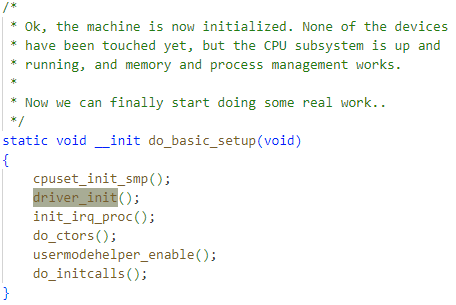 /*
 * Ok, the machine is now initialized. None of the devices
 * have been touched yet, but the CPU subsystem is up and
 * running, and memory and process management works.
 *
 * Now we can finally start doing some real work..
 */
static void __init do_basic_setup(void)
{
    cpuset_init_smp();
    driver_init();
    init_irq_proc();
    do_ctors();
    usermodehelper_enable();
    do_initcalls();
}